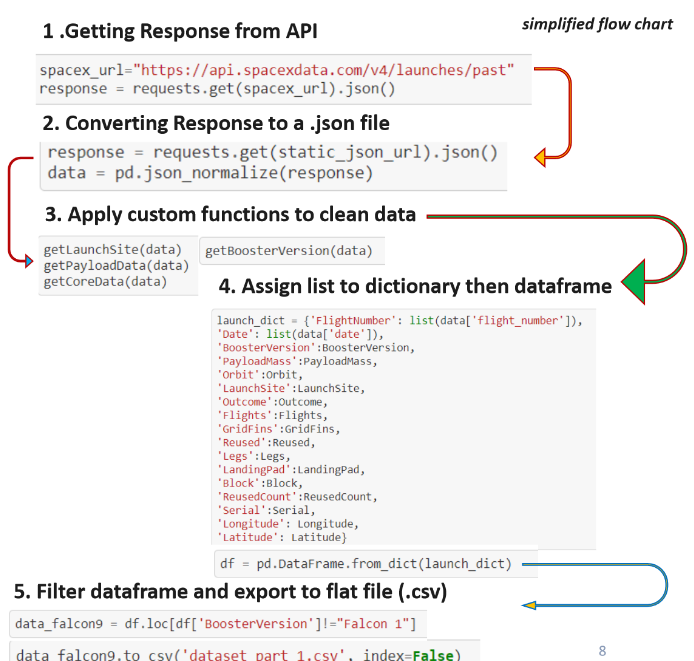 1 .Getting Response from API
simplified flow chart
spacex_url="https://api.spacexdata.com/v4/launches/past"
response = requests.get(spacex_url).json()
2. Converting Response to a .json file
response = requests.get(static_json_url).json()
data = pd.json_normalize(response)
3. Apply custom functions to clean data
getLaunchSite(data)
getPayloadData(data)
getCoreData(data)
getBoosterVersion(data)
4. Assign list to dictionary then dataframe
launch_dict = {'FlightNumber': list(data['flight_number']),
'Date': list(data['date']),
'BoosterVersion':BoosterVersion,
'PayloadMass':PayloadMass,
'Orbit':Orbit,
'LaunchSite':LaunchSite,
'Outcome':Outcome,
'Flights':Flights,
'GridFins':GridFins,
'Reused':Reused,
'Legs':Legs,
'LandingPad':LandingPad,
'Block':Block,
'ReusedCount':ReusedCount,
'Serial':Serial,
'Longitude': Longitude,
'Latitude': Latitude}
df = pd.DataFrame.from_dict(launch_dict)
5. Filter dataframe and export to flat file (.csv)
data_falcon9 = df.loc[df['BoosterVersion']!="Falcon 1"]
data_falcon9.to_csv('dataset_part_1.csv', index=False)
8